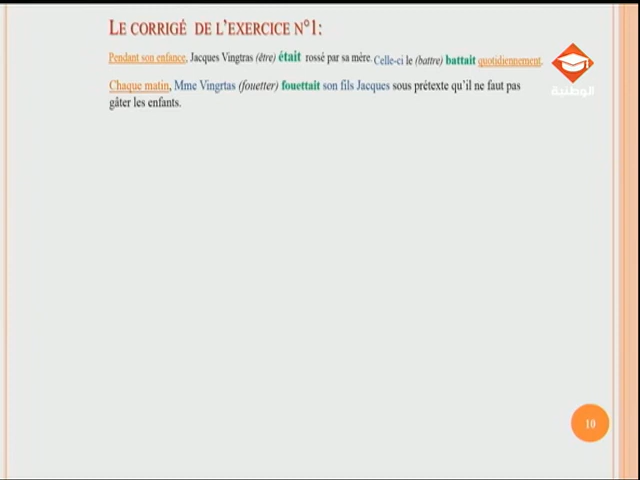 LE CORRIGÉ DE L'EXERCICE N°1:
Pendant son enfance, Jacques Vingtras (être) était rossé par sa mère. Celle-ci le (battre) battait quotidiennement.
Chaque matin, Mme Vingrtas (fouetter) fouettait son fils Jacques sous prétexte qu'il ne faut pas
gâter les enfants.
الوطنية
10